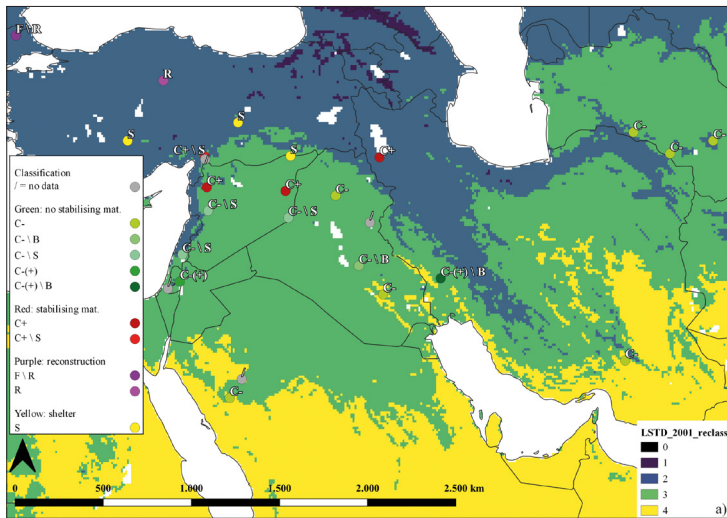 F \ R
R
S
S
C+ \ S
S
C+
C-
C-
C-
C+
C+
C-
C- \ S
C- \ S
/
C- \ S
C- \ B
C-(+) \ B
C-(+)
/
C-
/
C-
C-
Classification
/ = no data
Green: no stabilising mat.
C-
C- \ B
C- \ S
C-(+)
C-(+) \ B
Red: stabilising mat.
C+
C+ \ S
Purple: reconstruction
F \ R
R
Yellow: shelter
S
0 500 1.000 1.500 2.000 2.500 km
LSTD_2001_reclass
0
1
2
3
4
a)